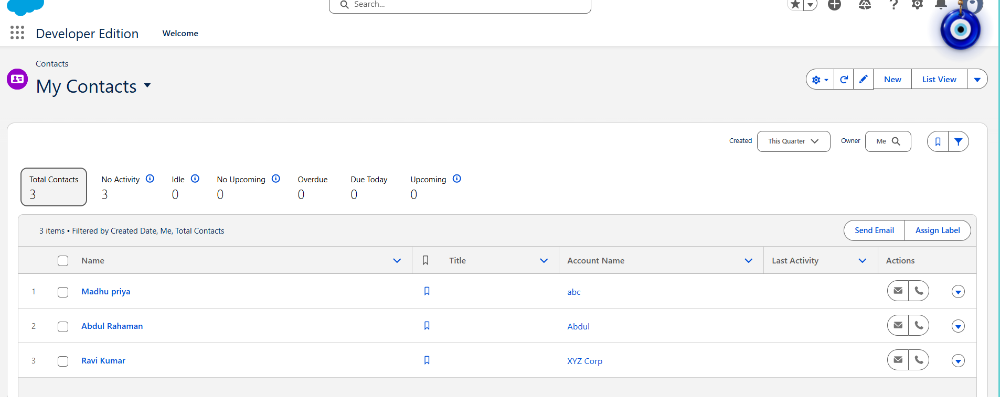 Search...
Developer Edition Welcome
Contacts
My Contacts
New List View
Created This Quarter Owner Me
Total Contacts No Activity Idle No Upcoming Overdue Due Today Upcoming
3 3 0 0 0 0 0
3 items • Filtered by Created Date, Me, Total Contacts Send Email Assign Label
Name Title Account Name Last Activity Actions
1 Madhu priya abc
2 Abdul Rahaman Abdul
3 Ravi Kumar XYZ Corp